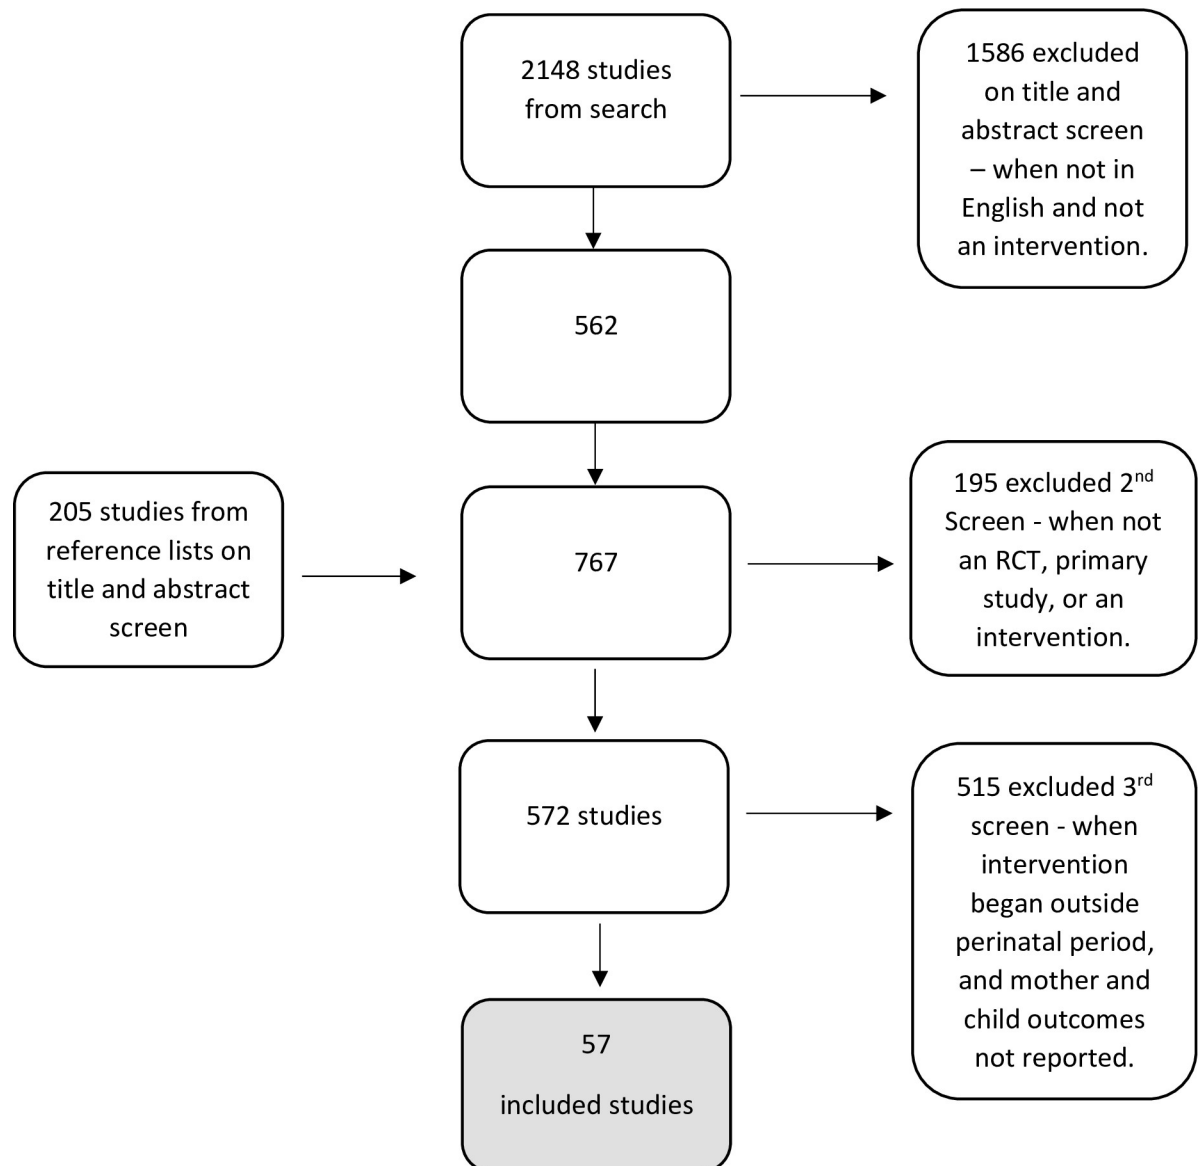 2148 studies
from search
1586 excluded
on title and
abstract screen
– when not in
English and not
an intervention.
562
205 studies from
reference lists on
title and abstract
screen
767
195 excluded 2nd
Screen - when not
an RCT, primary
study, or an
intervention.
572 studies
515 excluded 3rd
screen - when
intervention
began outside
perinatal period,
and mother and
child outcomes
not reported.
57
included studies